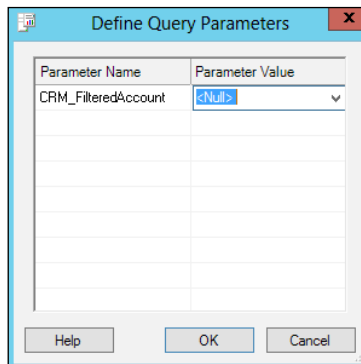 Define Query Parameters
x
Parameter Name Parameter Value
CRM_FilteredAccount <Null>
Help OK Cancel